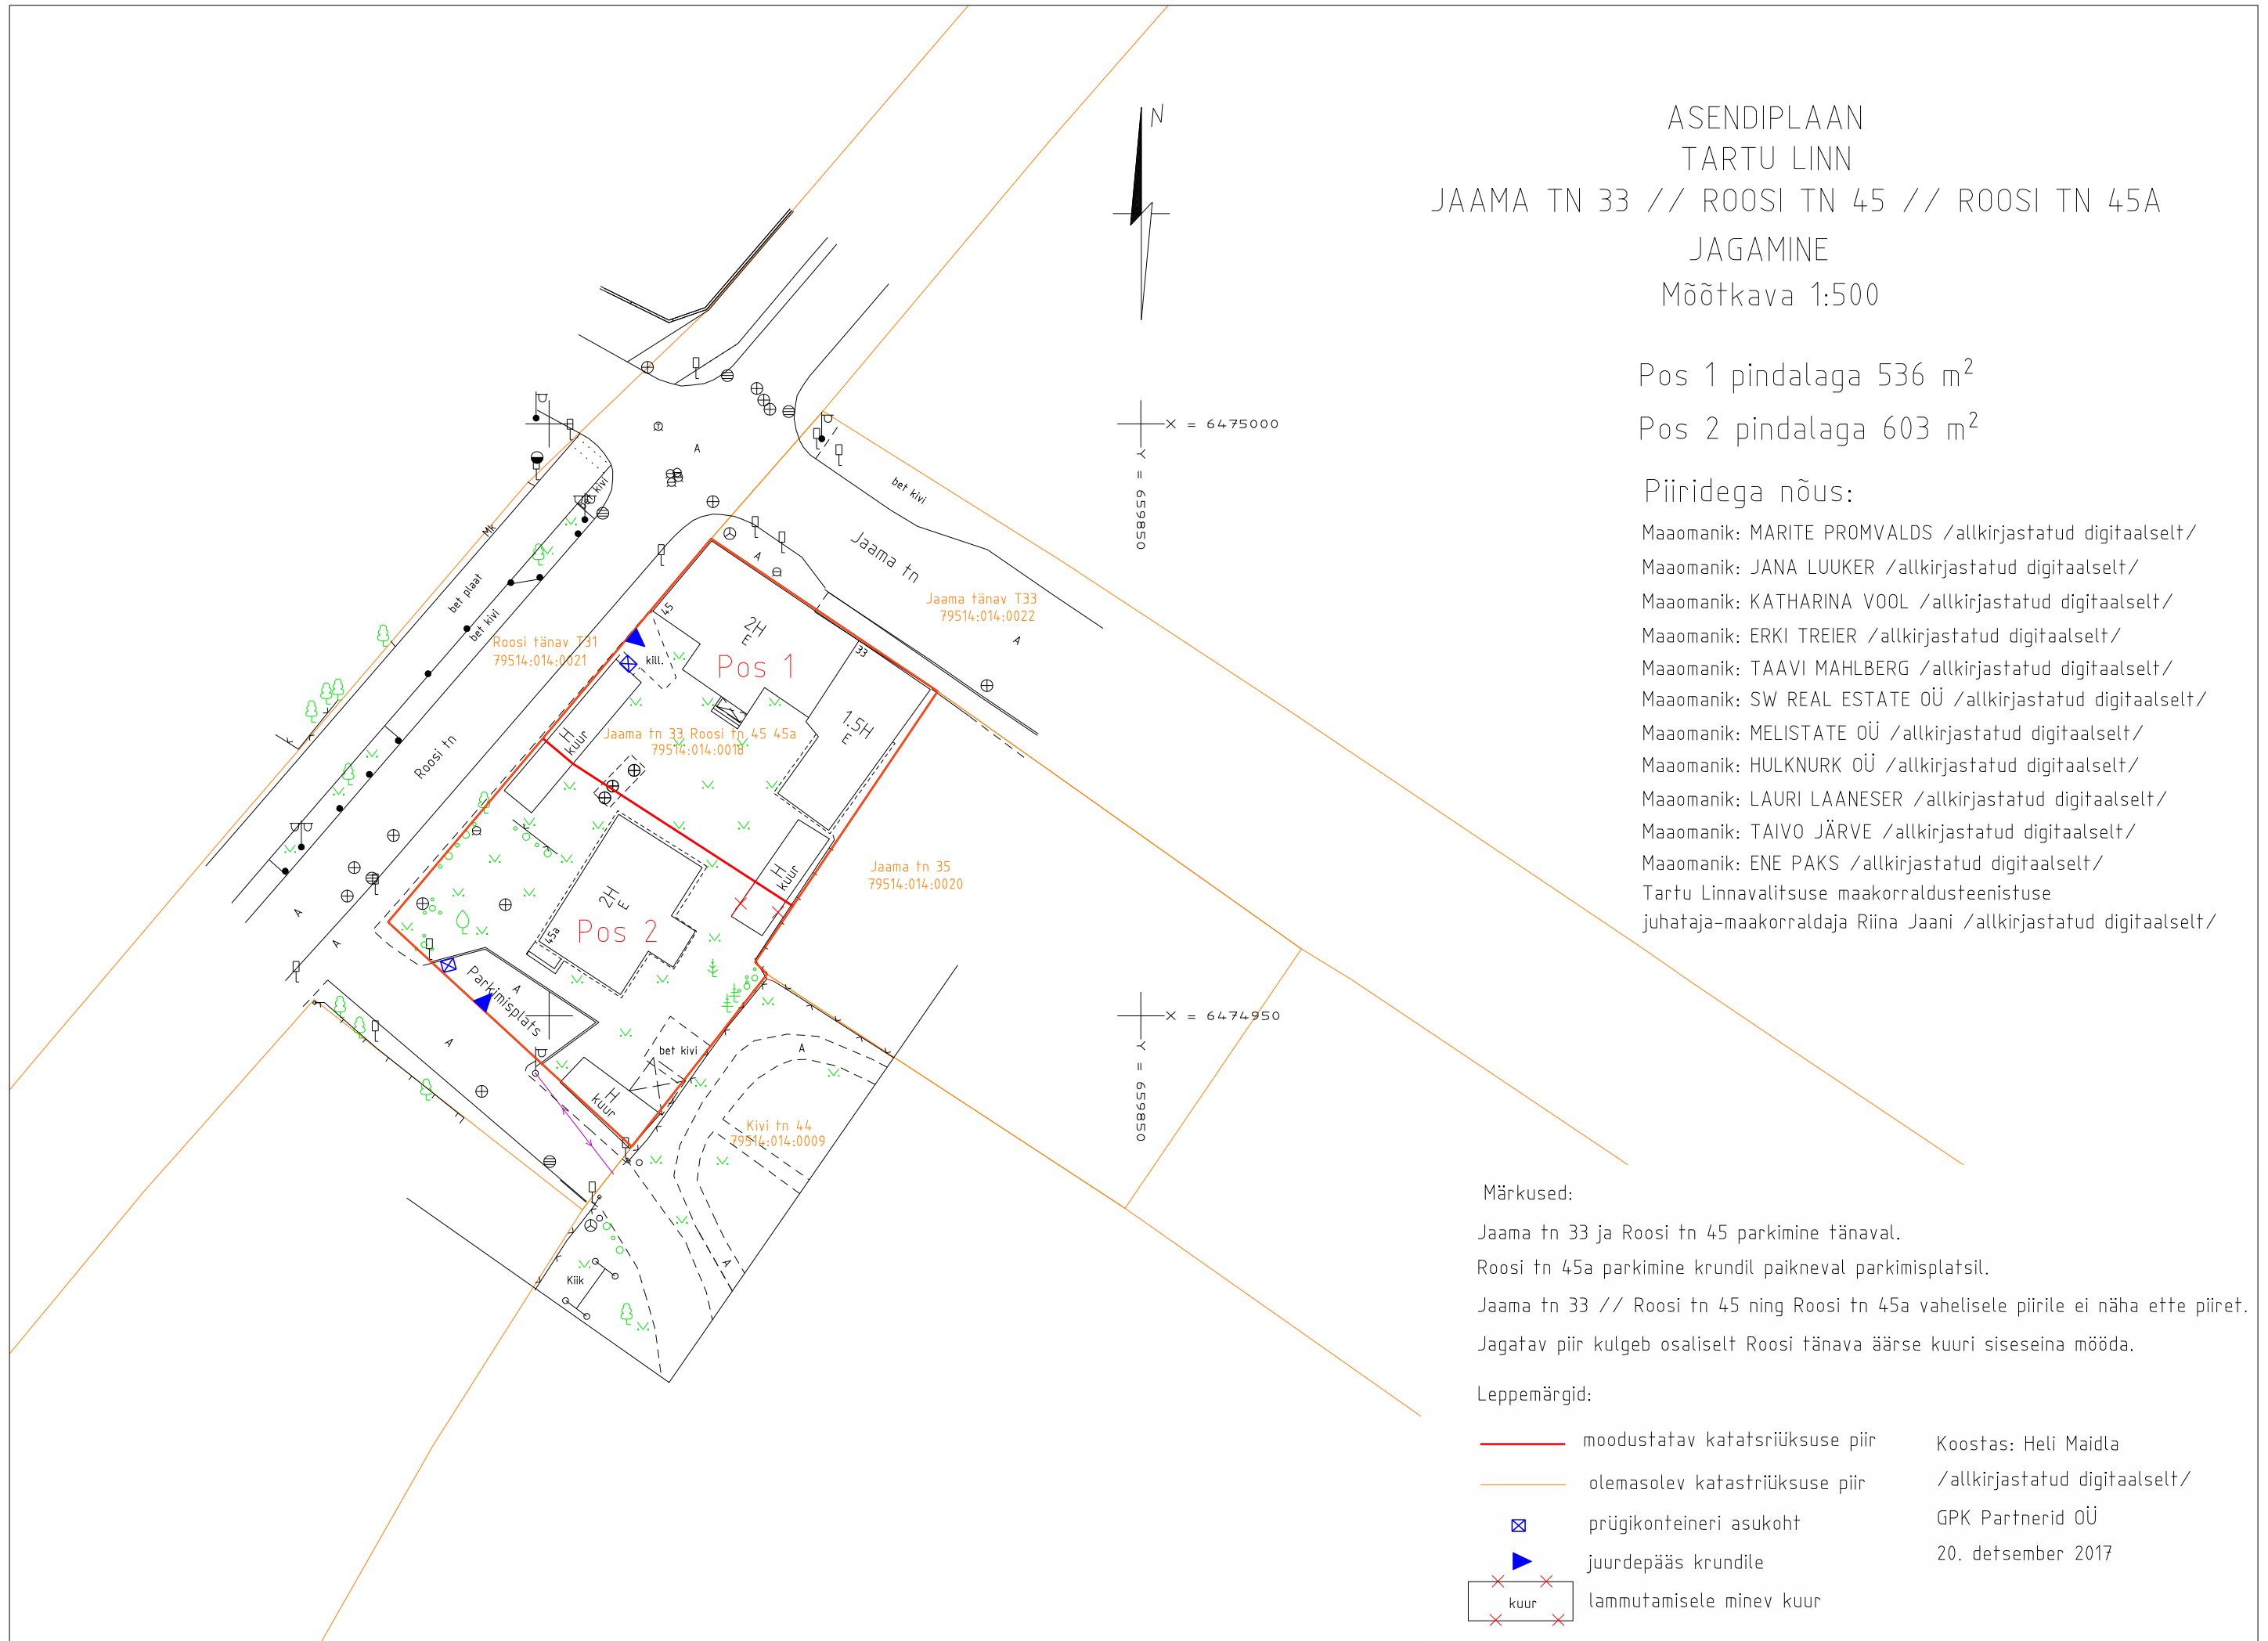 ASENDIPLAAN
TARTU LINN
JAAMA TN 33 // ROOSI TN 45 // ROOSI TN 45A
JAGAMINE
Mõõtkava 1:500
Pos 1 pindalaga 536 m²
Pos 2 pindalaga 603 m²
Piiridega nõus:
Maaomanik: MARITE PROMVALDS /allkirjastatud digitaalselt/
Maaomanik: JANA LUUKER /allkirjastatud digitaalselt/
Maaomanik: KATHARINA VOOL /allkirjastatud digitaalselt/
Maaomanik: ERKI TREIER /allkirjastatud digitaalselt/
Maaomanik: TAAVI MAHLBERG /allkirjastatud digitaalselt/
Maaomanik: SW REAL ESTATE OÜ /allkirjastatud digitaalselt/
Maaomanik: MELISTATE OÜ /allkirjastatud digitaalselt/
Maaomanik: HULKNURK OÜ /allkirjastatud digitaalselt/
Maaomanik: LAURI LAANESER /allkirjastatud digitaalselt/
Maaomanik: TAIVO JÄRVE /allkirjastatud digitaalselt/
Maaomanik: ENE PAKS /allkirjastatud digitaalselt/
Tartu Linnavalitsuse maakorraldusteenistuse
juhataja-maakorraldaja Riina Jaani /allkirjastatud digitaalselt/
N
X = 6475000
Y = 659850
X = 6474950
Y = 659850
A
bet kivi
bet kivi
Mk
bet plaat
bet kivi
Jaama tn
A
Jaama tänav T33
79514:014:0022
A
Roosi tänav T31
79514:014:0021
45
2H
E
33
kill.
Pos 1
1.5H
E
H
kuur
Jaama tn 33 Roosi tn 45 45a
79514:014:0018
Roosi tn
Jaama tn 35
79514:014:0020
H
kuur
2H
E
45a
Pos 2
A
A
Parkimisplats
A
A
bet kivi
A
H
kuur
Kivi tn 44
79514:014:0009
A
Kiik
Märkused:
Jaama tn 33 ja Roosi tn 45 parkimine tänaval.
Roosi tn 45a parkimine krundil paikneval parkimisplatsil.
Jaama tn 33 // Roosi tn 45 ning Roosi tn 45a vahelisele piirile ei näha ette piiret.
Jagatav piir kulgeb osaliselt Roosi tänava äärse kuuri siseseina mööda.
Leppemärgid:
moodustatav katatsriüksuse piir
olemasolev katastriüksuse piir
prügikonteineri asukoht
juurdepääs krundile
kuur
lammutamisele minev kuur
Koostas: Heli Maidla
/allkirjastatud digitaalselt/
GPK Partnerid OÜ
20. detsember 2017